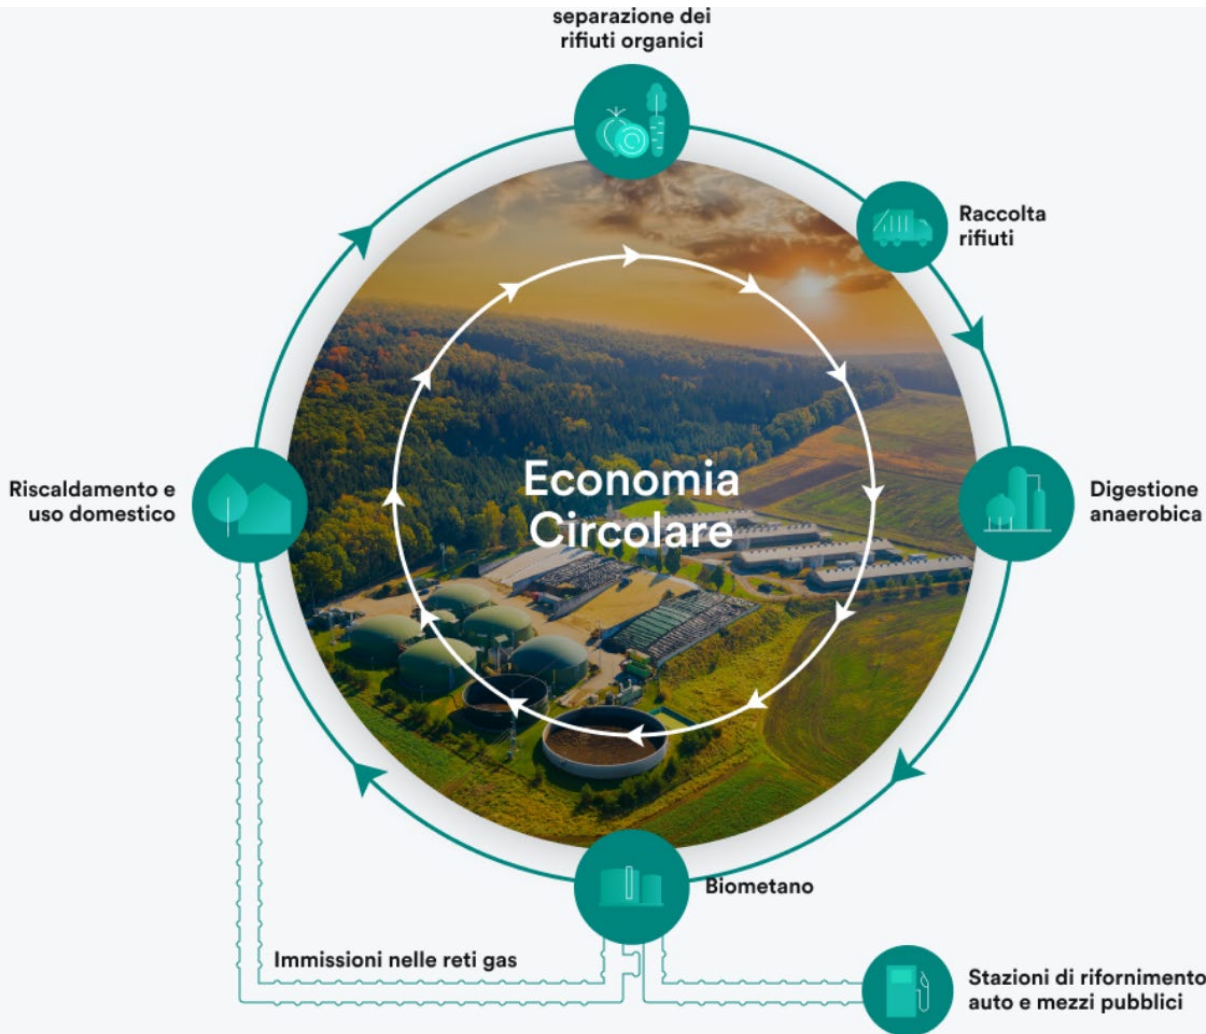 separazione dei
rifiuti organici
Raccolta
rifiuti
Economia
Circolare
Riscaldamento e
uso domestico
Digestione
anaerobica
Biometano
Immissioni nelle reti gas
Stazioni di rifornimento
auto e mezzi pubblici